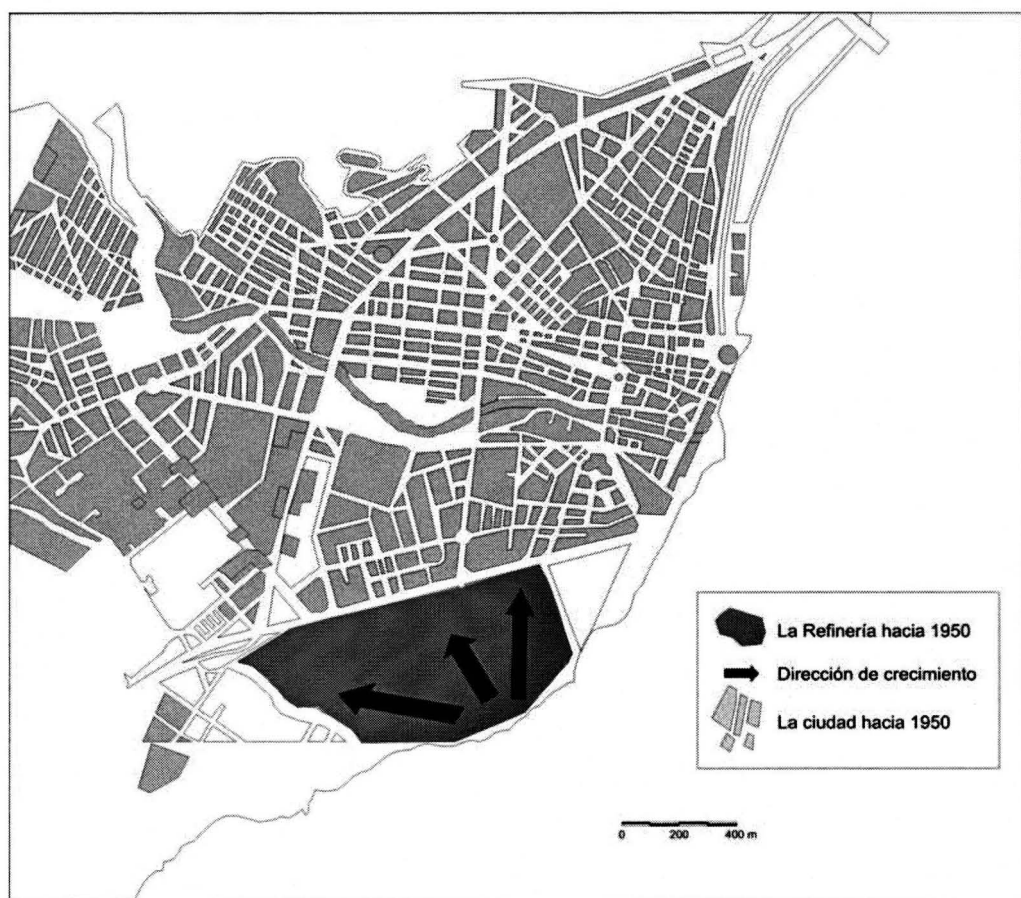 La Refinería hacia 1950
Dirección de crecimiento
La ciudad hacia 1950
0 200 400 m